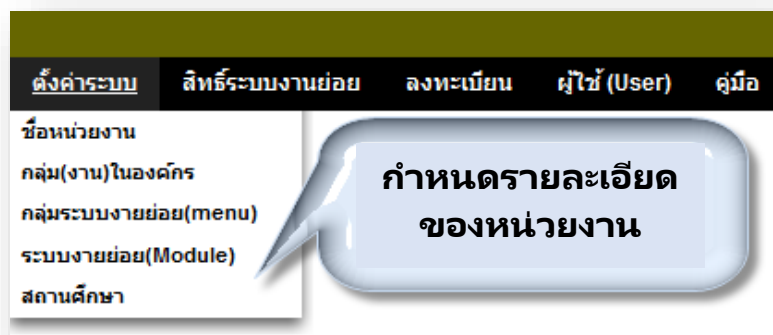 ตั้งค่าระบบ สิทธิ์ระบบงานย่อย ลงทะเบียน ผู้ใช้ (User) คู่มือ
ชื่อหน่วยงาน
กลุ่ม(งาน)ในองค์กร
กลุ่มระบบงายย่อย(menu)
ระบบงายย่อย(Module)
สถานศึกษา
กำหนดรายละเอียด
ของหน่วยงาน